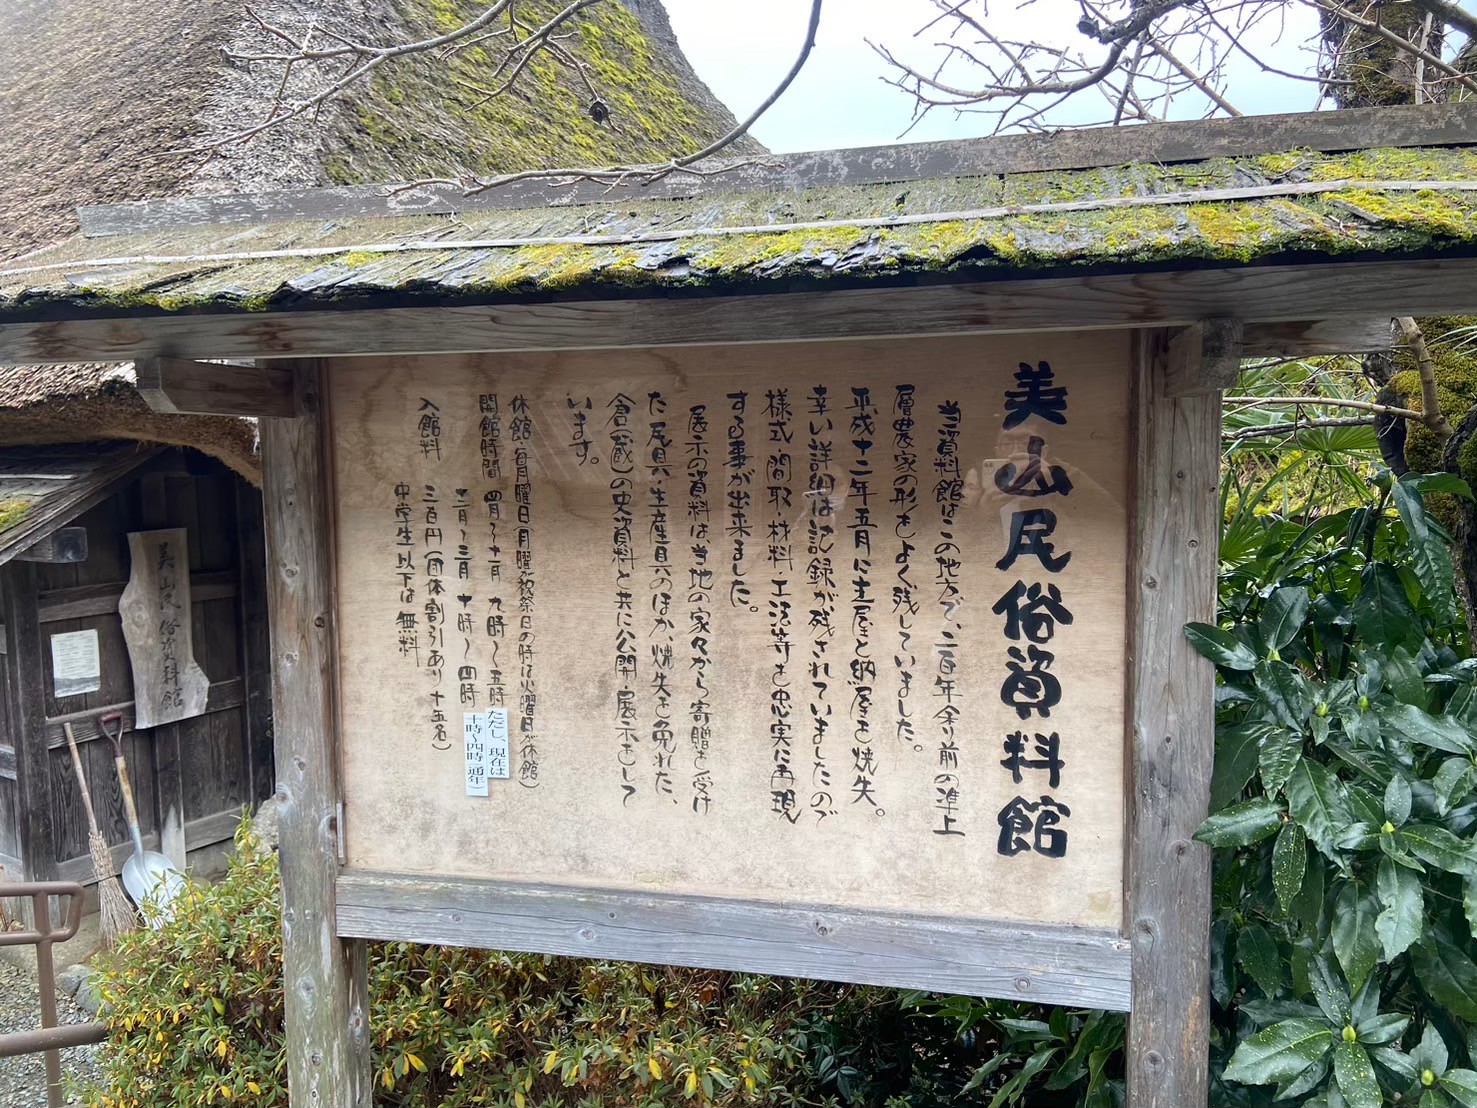 美山民俗資料館
当資料館はこの地方で、二百年余り前の準上
層農家の形をよく残していました。
平成十二年五月に主屋と納屋を焼失。
幸い詳細は記録が残されていましたので
様式・間取・材料・工法等を忠実に再現
する事が出来ました。
展示の資料は当地の家々から寄贈を受け
た民具・生産具のほか、焼失を免れた、
倉(蔵)の史資料と共に公開・展示をして
います。
休館 毎月曜日(月曜が祝祭日の時は火曜日が休館)
開館時間 四月〜十一月 九時〜五時
ただし、現在は
十二月〜三月 十時〜四時
十時〜四時(通年)
入館料 三百円(団体割引あり 十五名)
中学生以下は無料
美山民俗資料館